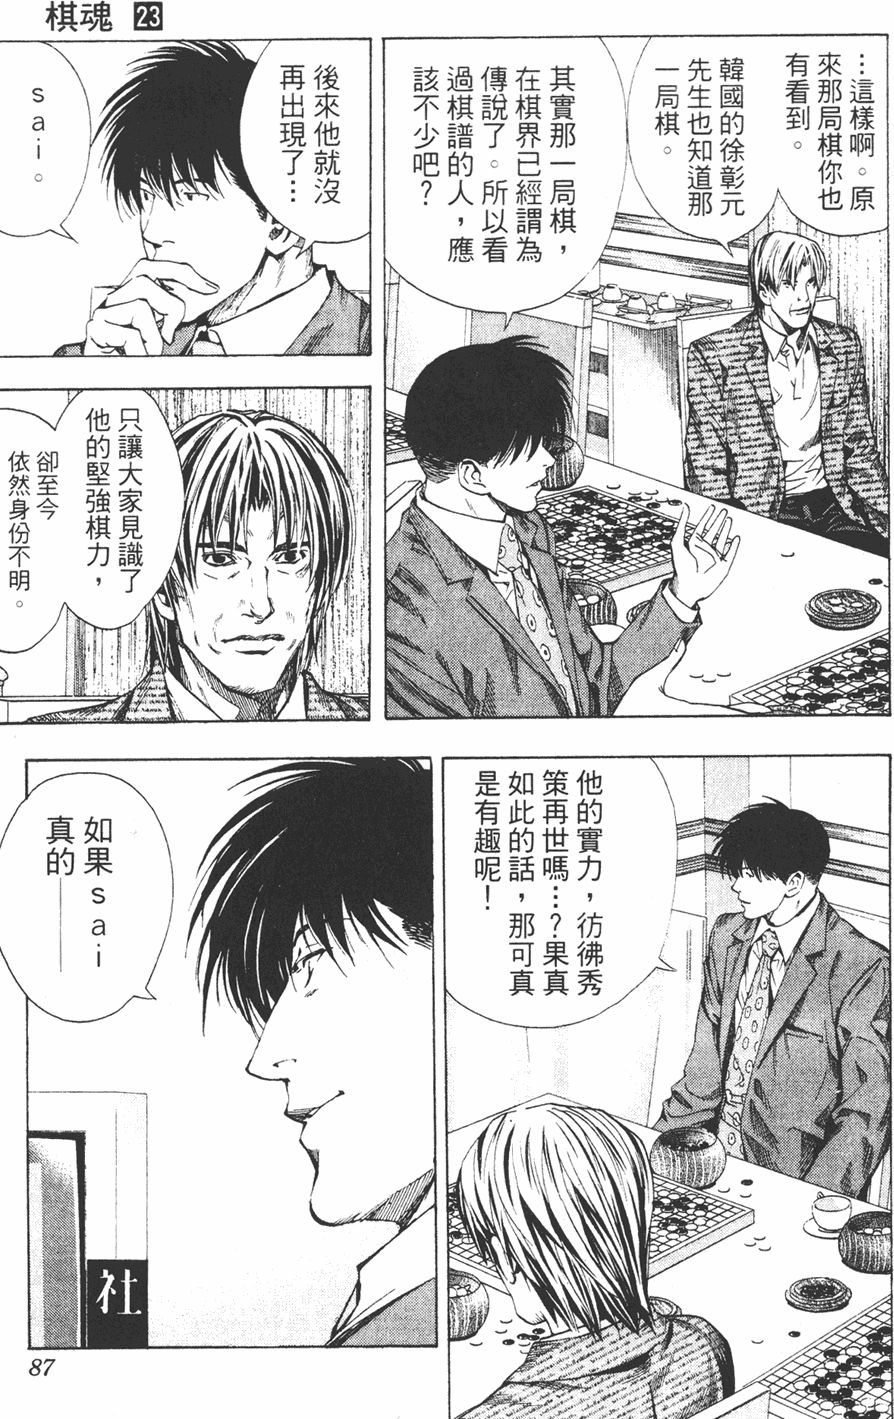 棋魂 23
…這樣啊。原
來那局棋你也
有看到。
韓國的徐彰元
先生也知道那
一局棋。
其實那一局棋，
在棋界已經謂為
傳說了。所以看
過棋譜的人，應
該不少吧？
後來他就沒
再出現了…
sai。
只讓大家見識了
他的堅強棋力，
卻至今
依然身份不明。
他的實力，彷彿秀
策再世嗎…？果真
如此的話，那可真
是有趣呢！
如果sai
真的——
社
87